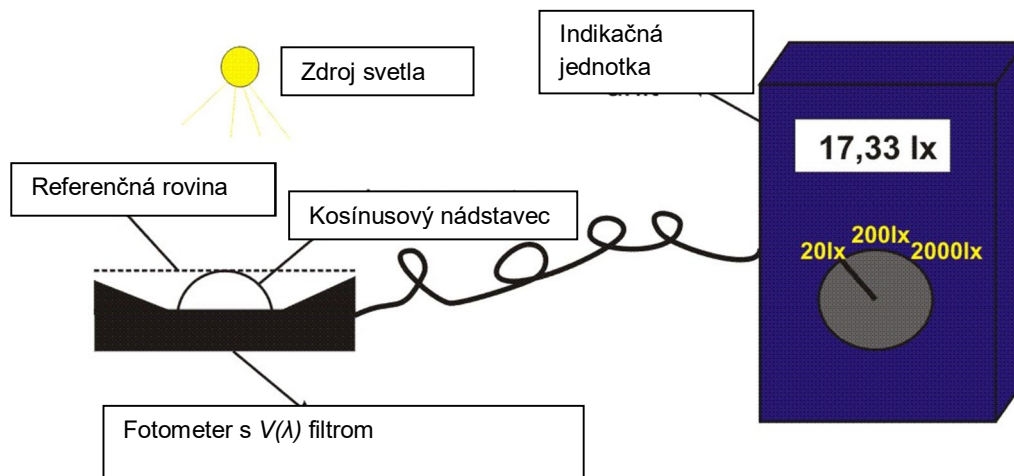 Indikačná
jednotka
Zdroj svetla
17,33 lx
Referenčná rovina
Kosínusový nádstavec
20lx
200lx
2000lx
Fotometer s V(λ) filtrom